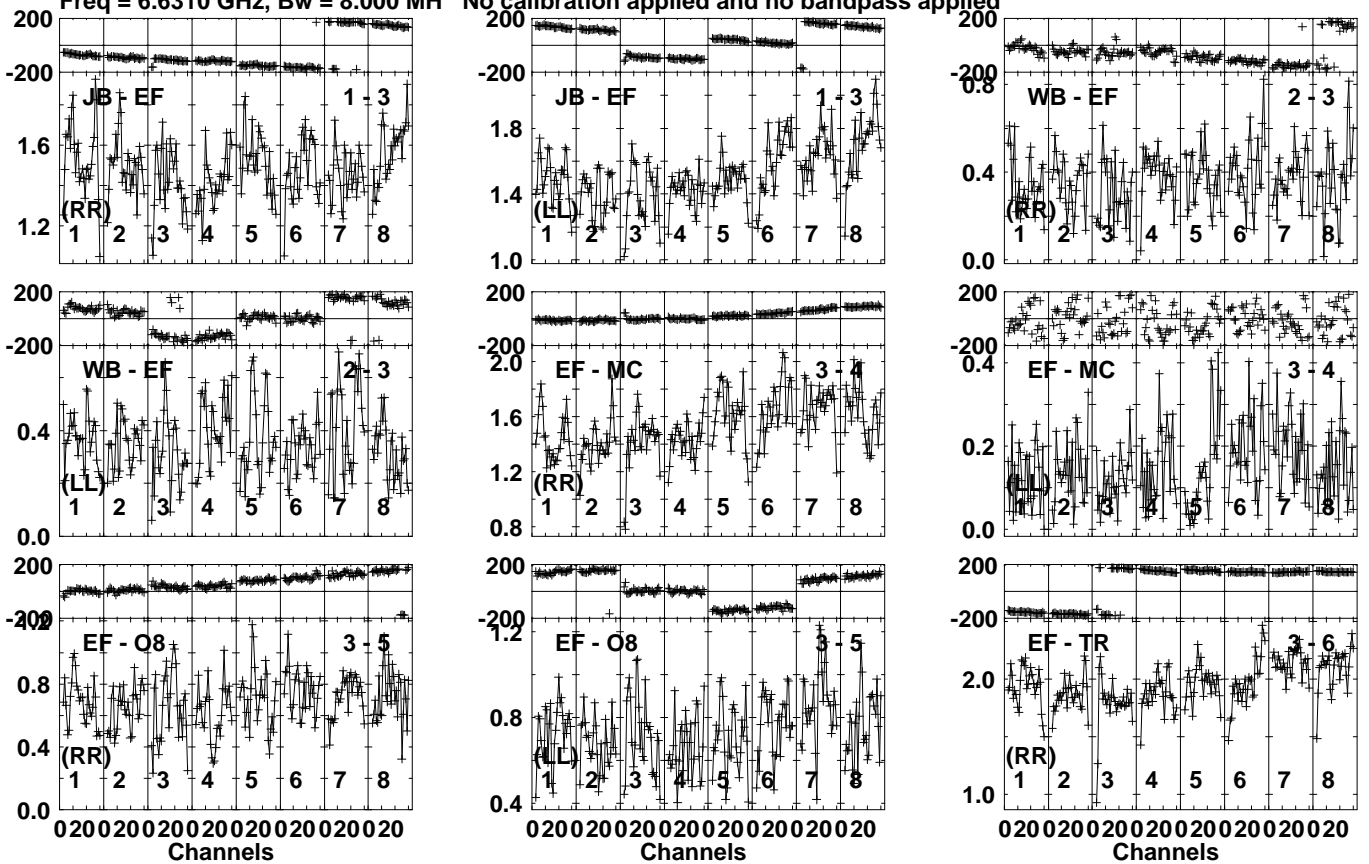 Freq = 6.6310 GHz, Bw = 8.000 MH No calibration applied and no bandpass applied
200
-200
JB - EF 1 - 3
1.6
1.2
(RR)
1 2 3 4 5 6 7 8
200
-200
JB - EF 1 - 3
1.8
1.4
1.0
(LL)
1 2 3 4 5 6 7 8
200
-200
0.8
WB - EF 2 - 3
0.4
0.0
(RR)
1 2 3 4 5 6 7 8
200
-200
WB - EF 2 - 3
0.4
0.0
(LL)
1 2 3 4 5 6 7 8
200
-200
2.0
EF - MC 3 - 4
1.6
1.2
0.8
(RR)
1 2 3 4 5 6 7 8
200
-200
0.4
EF - MC 3 - 4
0.2
0.0
(LL)
1 2 3 4 5 6 7 8
200
-200
1.2
EF - O8 3 - 5
0.8
0.4
0.0
(RR)
1 2 3 4 5 6 7 8
0 20 0 20 0 20 0 20 0 20 0 20 0 20 0 20
Channels
200
-200
1.2
EF - O8 3 - 5
0.8
0.4
(LL)
1 2 3 4 5 6 7 8
0 20 0 20 0 20 0 20 0 20 0 20 0 20 0 20
Channels
200
-200
EF - TR 3 - 6
2.0
1.0
(RR)
1 2 3 4 5 6 7 8
0 20 0 20 0 20 0 20 0 20 0 20 0 20 0 20
Channels